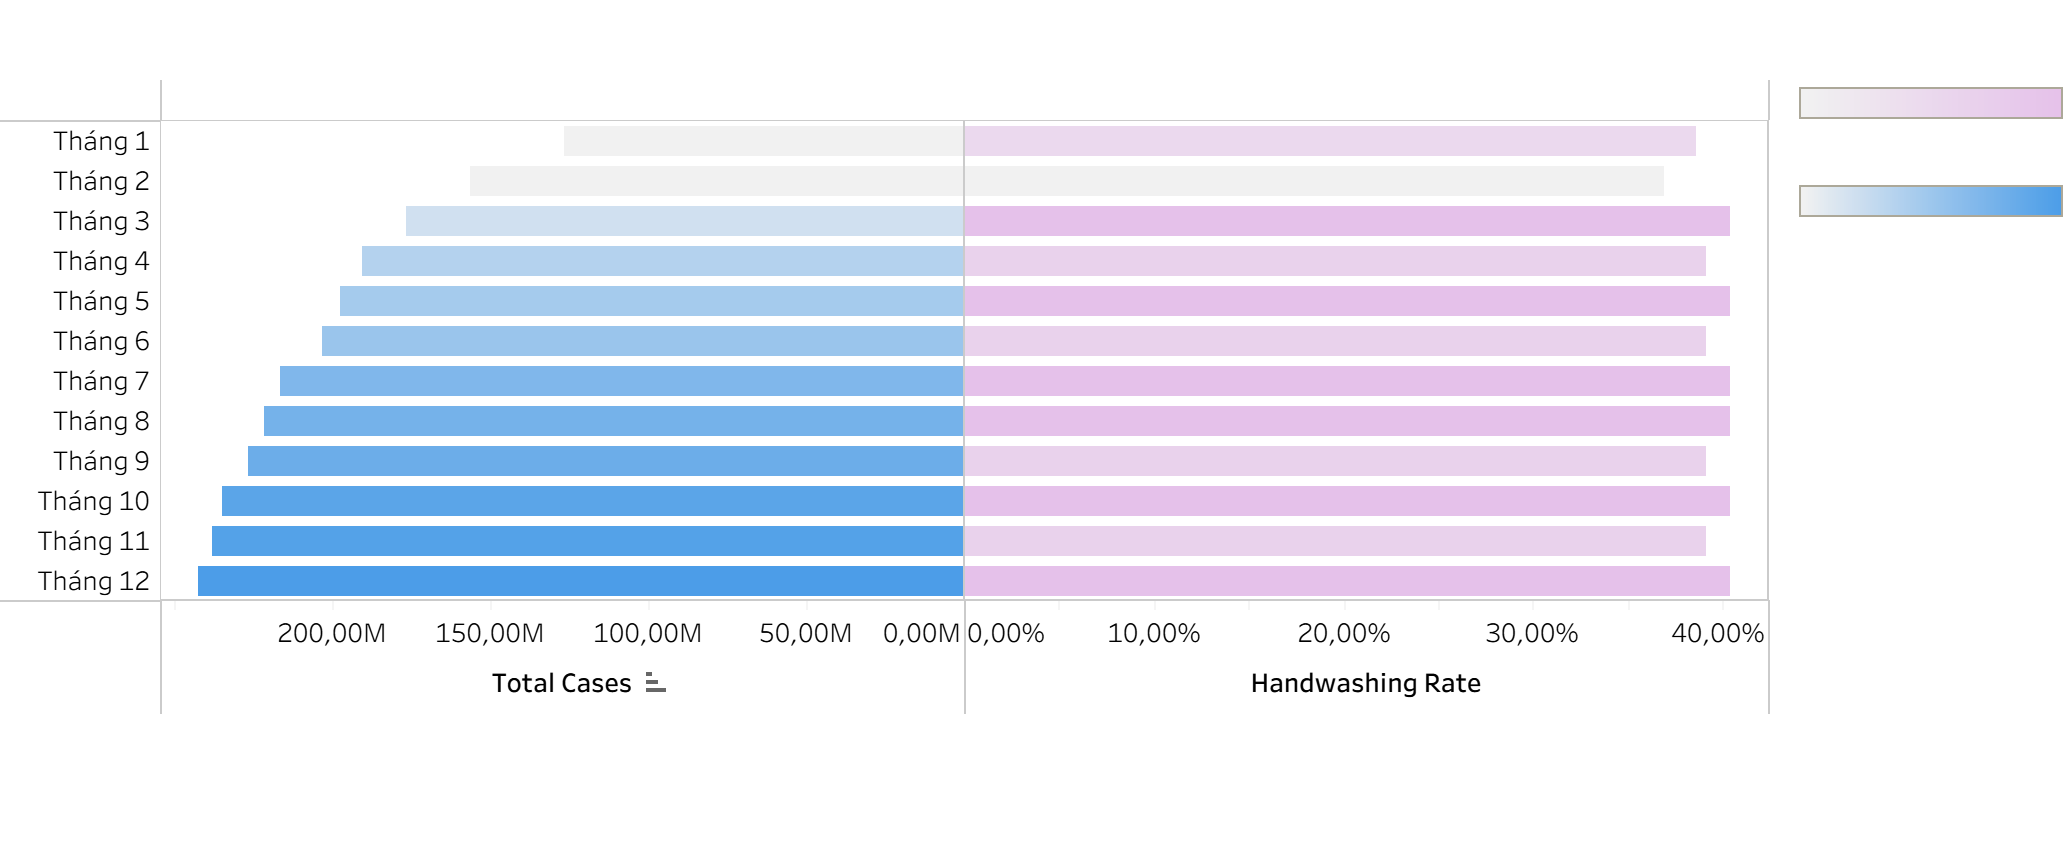 Tháng 1
Tháng 2
Tháng 3
Tháng 4
Tháng 5
Tháng 6
Tháng 7
Tháng 8
Tháng 9
Tháng 10
Tháng 11
Tháng 12
200,00M 150,00M 100,00M 50,00M 0,00M 0,00% 10,00% 20,00% 30,00% 40,00%
Total Cases Handwashing Rate